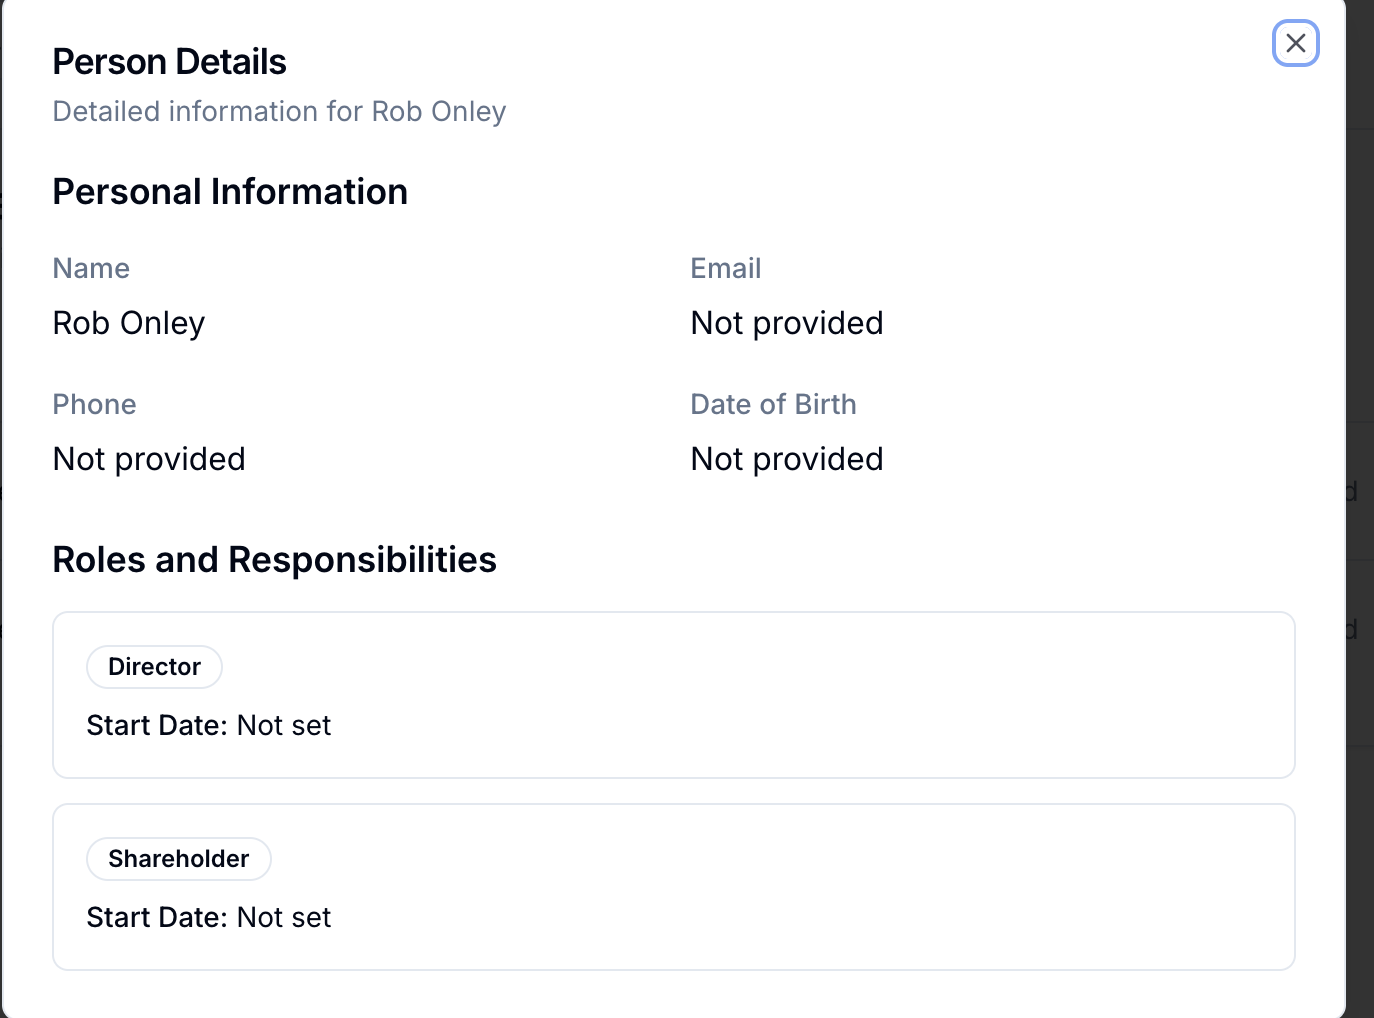 Person Details
Detailed information for Rob Onley
Personal Information
Name
Rob Onley
Email
Not provided
Phone
Not provided
Date of Birth
Not provided
Roles and Responsibilities
Director
Start Date: Not set
Shareholder
Start Date: Not set